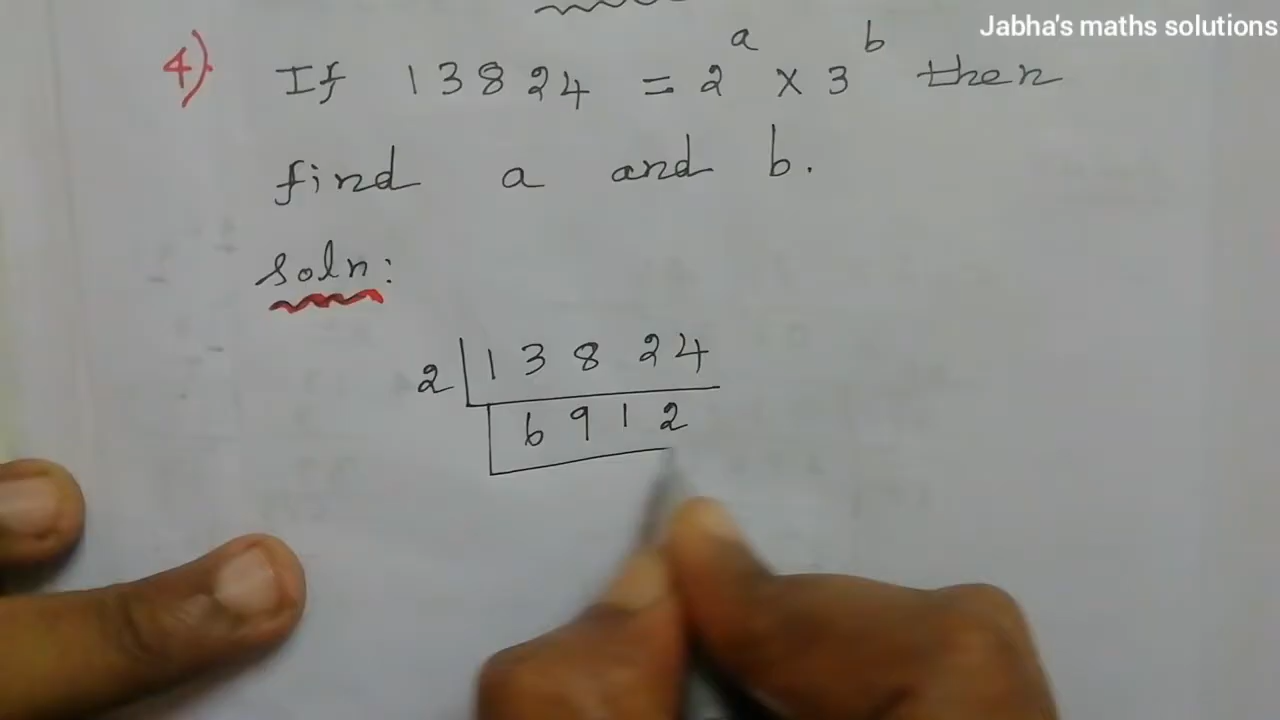 Jabha's maths solutions
4) If 13824 = 2^a × 3^b then
find a and b.
Soln:
2 | 13824
6912